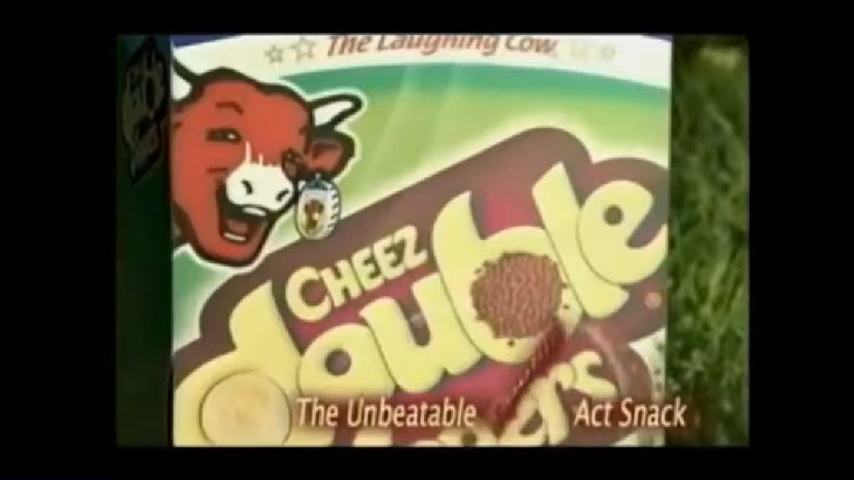 The Laughing Cow
CHEEZ
double
The Unbeatable Act Snack